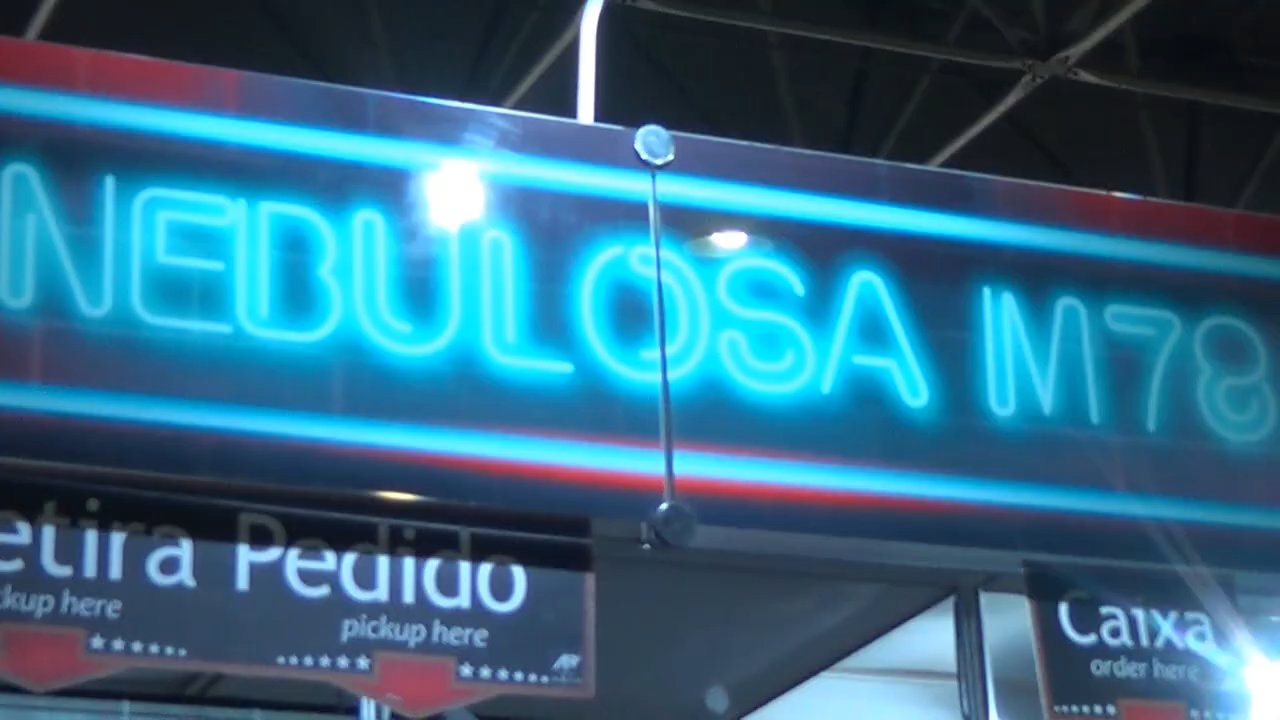 NEBULOSA M78
etira Pedido
ckup here
pickup here
Caixa
order here